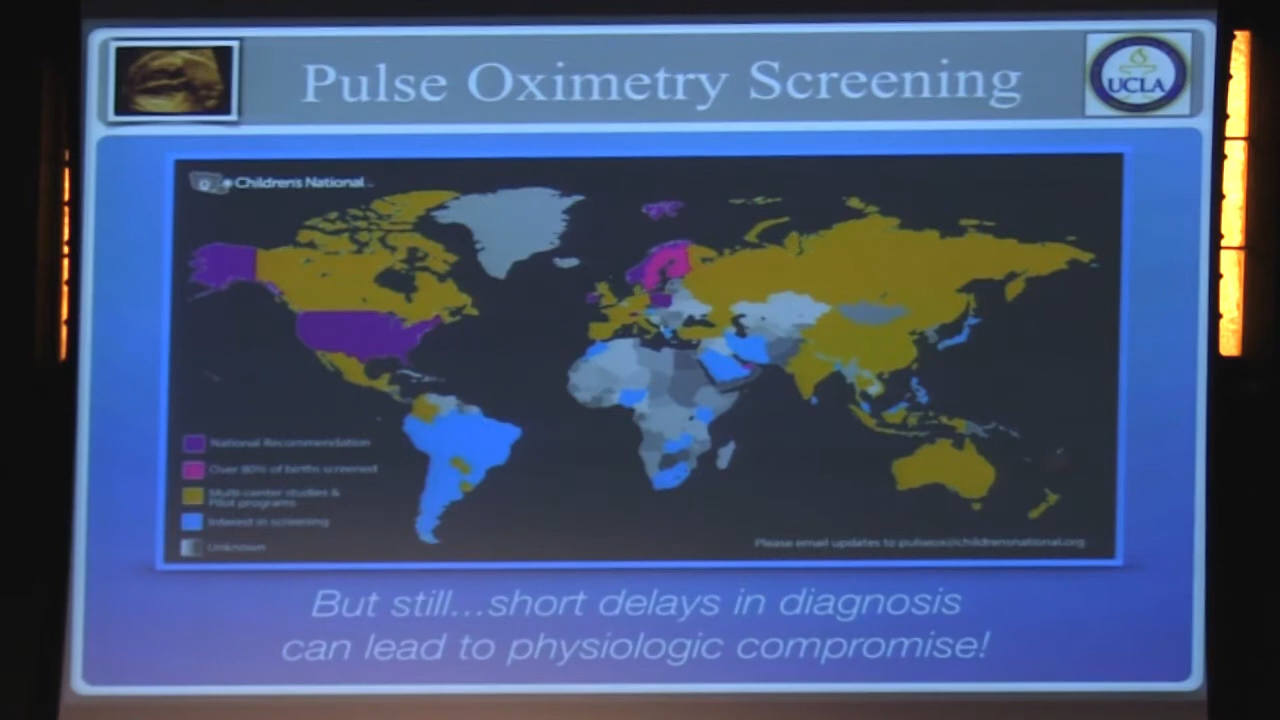 Pulse Oximetry Screening
UCLA
Children's National
National Recommendation
Over 80% of births screened
Multi-center studies &
Pilot programs
Interest in screening
Unknown
Please email updates to pulseox@childrensnational.org
But still...short delays in diagnosis
can lead to physiologic compromise!